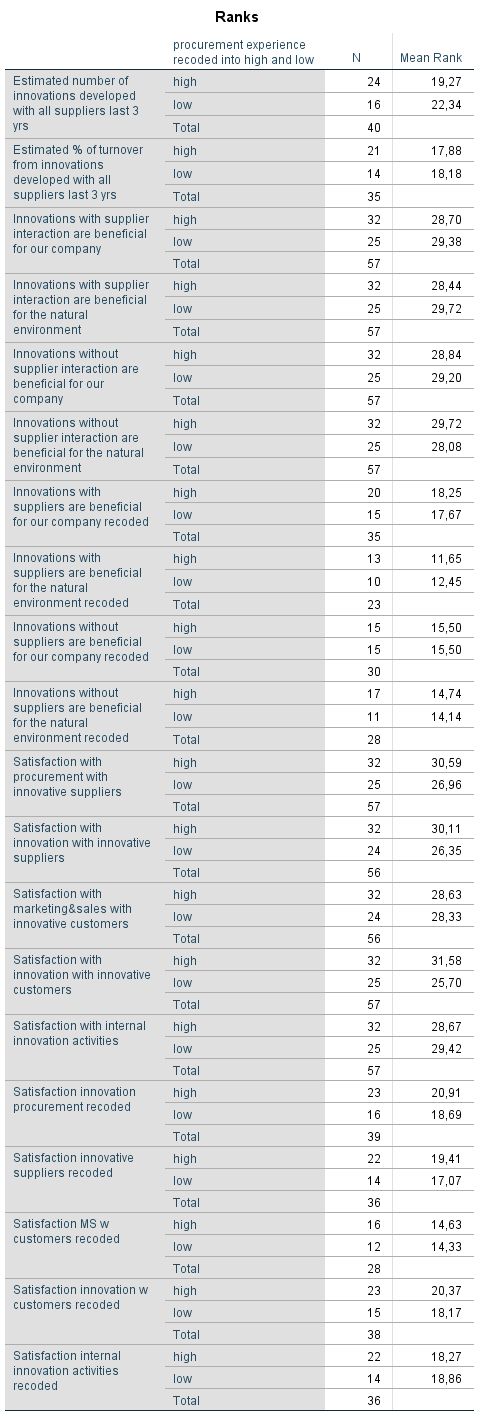 Ranks
procurement experience
recoded into high and low N Mean Rank
Estimated number of
innovations developed
with all suppliers last 3
yrs
high 24 19,27
low 16 22,34
Total 40
Estimated % of turnover
from innovations
developed with all
suppliers last 3 yrs
high 21 17,88
low 14 18,18
Total 35
Innovations with supplier
interaction are beneficial
for our company
high 32 28,70
low 25 29,38
Total 57
Innovations with supplier
interaction are beneficial
for the natural
environment
high 32 28,44
low 25 29,72
Total 57
Innovations without
supplier interaction are
beneficial for our
company
high 32 28,84
low 25 29,20
Total 57
Innovations without
supplier interaction are
beneficial for the natural
environment
high 32 29,72
low 25 28,08
Total 57
Innovations with
suppliers are beneficial
for our company recoded
high 20 18,25
low 15 17,67
Total 35
Innovations with
suppliers are beneficial
for the natural
environment recoded
high 13 11,65
low 10 12,45
Total 23
Innovations without
suppliers are beneficial
for our company recoded
high 15 15,50
low 15 15,50
Total 30
Innovations without
suppliers are beneficial
for the natural
environment recoded
high 17 14,74
low 11 14,14
Total 28
Satisfaction with
procurement with
innovative suppliers
high 32 30,59
low 25 26,96
Total 57
Satisfaction with
innovation with innovative
suppliers
high 32 30,11
low 24 26,35
Total 56
Satisfaction with
marketing&sales with
innovative customers
high 32 28,63
low 24 28,33
Total 56
Satisfaction with
innovation with innovative
customers
high 32 31,58
low 25 25,70
Total 57
Satisfaction with internal
innovation activities
high 32 28,67
low 25 29,42
Total 57
Satisfaction innovation
procurement recoded
high 23 20,91
low 16 18,69
Total 39
Satisfaction innovative
suppliers recoded
high 22 19,41
low 14 17,07
Total 36
Satisfaction MS w
customers recoded
high 16 14,63
low 12 14,33
Total 28
Satisfaction innovation w
customers recoded
high 23 20,37
low 15 18,17
Total 38
Satisfaction internal
innovation activities
recoded
high 22 18,27
low 14 18,86
Total 36